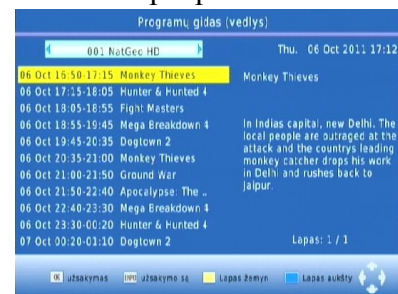 Programų gidas (vedlys)
001 NatGeo HD
Thu. 06 Oct 2011 17:12
06 Oct 16:50-17:15 Monkey Thieves
06 Oct 17:15-18:05 Hunter & Hunted 4
06 Oct 18:05-18:55 Fight Masters
06 Oct 18:55-19:45 Mega Breakdown 4
06 Oct 19:45-20:35 Dogtown 2
06 Oct 20:35-21:00 Monkey Thieves
06 Oct 21:00-21:50 Ground War
06 Oct 21:50-22:40 Apocalypse: The ..
06 Oct 22:40-23:30 Mega Breakdown 4
06 Oct 23:30-00:20 Hunter & Hunted 4
07 Oct 00:20-01:10 Dogtown 2
Monkey Thieves
In Indias capital, new Delhi. The
local people are outraged at the
attack and the countrys leading
monkey catcher drops his work
in Delhi and rushes back to
Jaipur.
Lapas: 1 / 1
OK užsakymas INFO užsakymo są Lapas žemyn Lapas aukšty